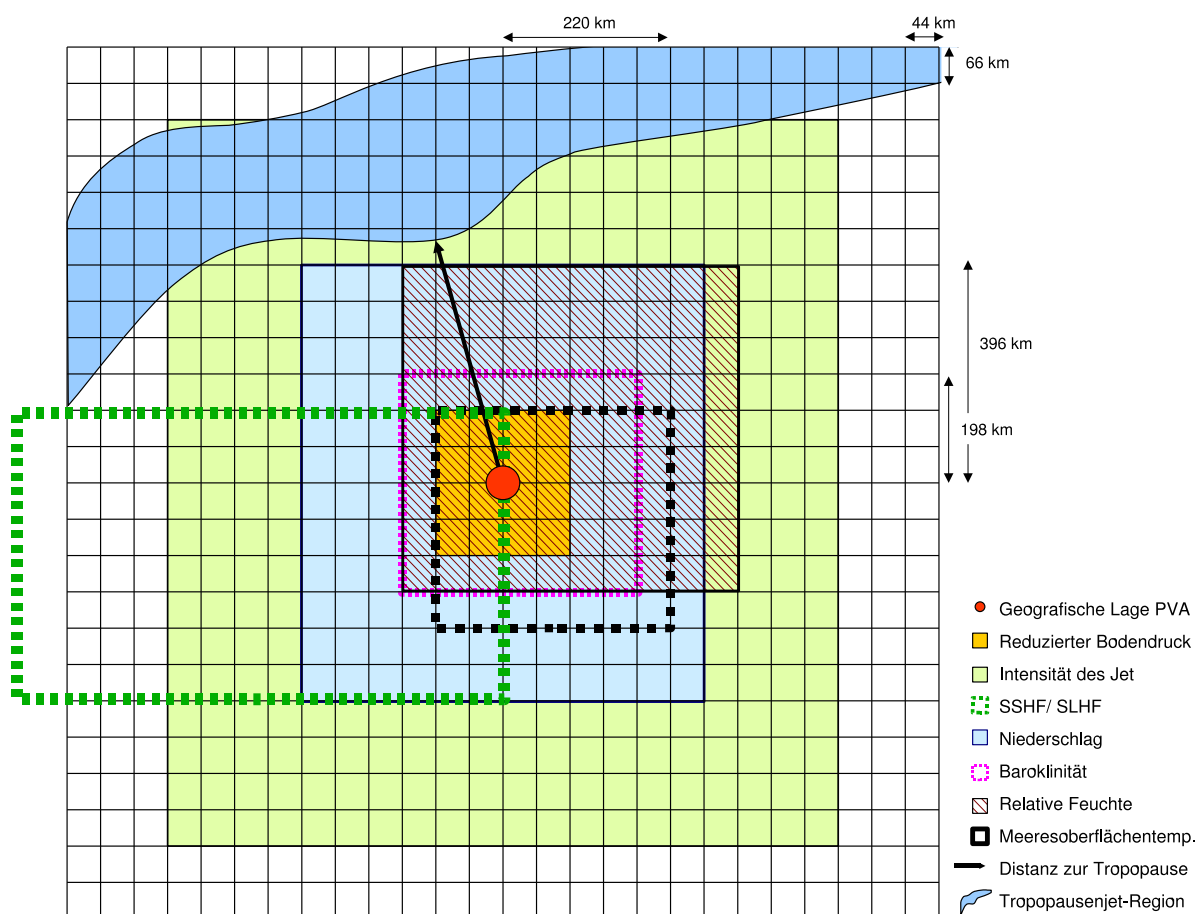 220 km
44 km
66 km
396 km
198 km
Geografische Lage PVA
Reduzierter Bodendruck
Intensität des Jet
SSHF/ SLHF
Niederschlag
Baroklinität
Relative Feuchte
Meeresoberflächentemp.
Distanz zur Tropopause
Tropopausenjet-Region